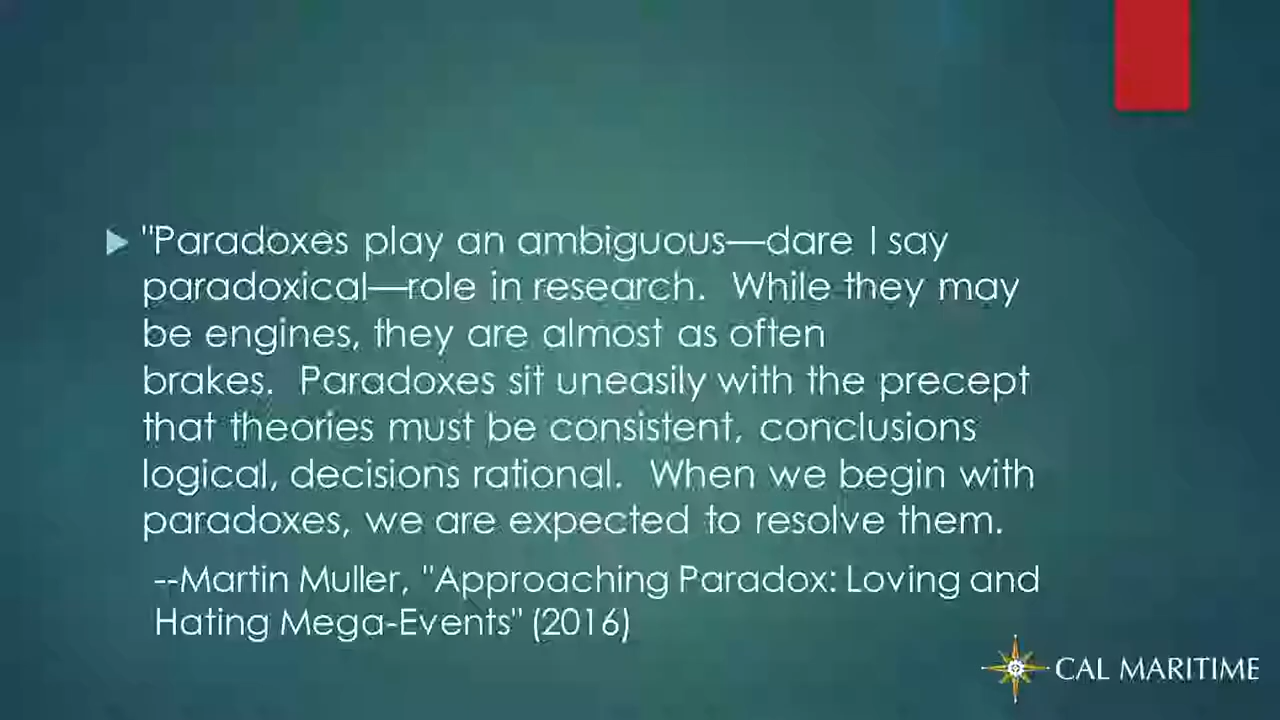 "Paradoxes play an ambiguous—dare I say
paradoxical—role in research.  While they may
be engines, they are almost as often
brakes.  Paradoxes sit uneasily with the precept
that theories must be consistent, conclusions
logical, decisions rational.  When we begin with
paradoxes, we are expected to resolve them.
--Martin Muller, "Approaching Paradox: Loving and
Hating Mega-Events" (2016)
CAL MARITIME